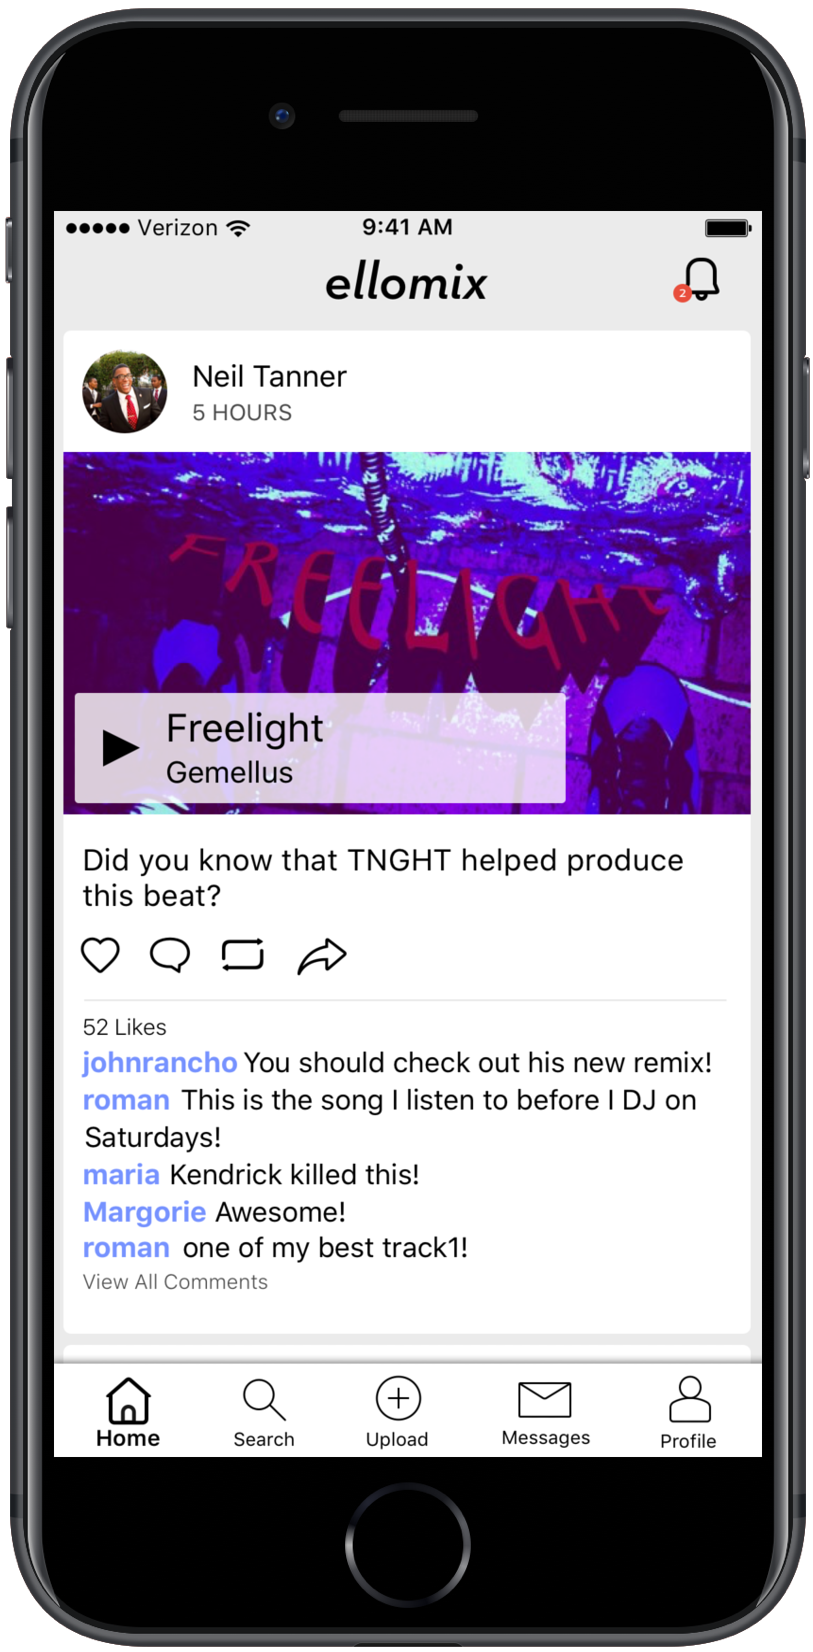 Verizon 9:41 AM
ellomix
2
Neil Tanner
5 HOURS
FREELIGHT
Freelight
Gemellus
Did you know that TNGHT helped produce
this beat?
52 Likes
johnrancho You should check out his new remix!
roman This is the song I listen to before I DJ on
Saturdays!
maria Kendrick killed this!
Margorie Awesome!
roman one of my best track1!
View All Comments
Home Search Upload Messages Profile